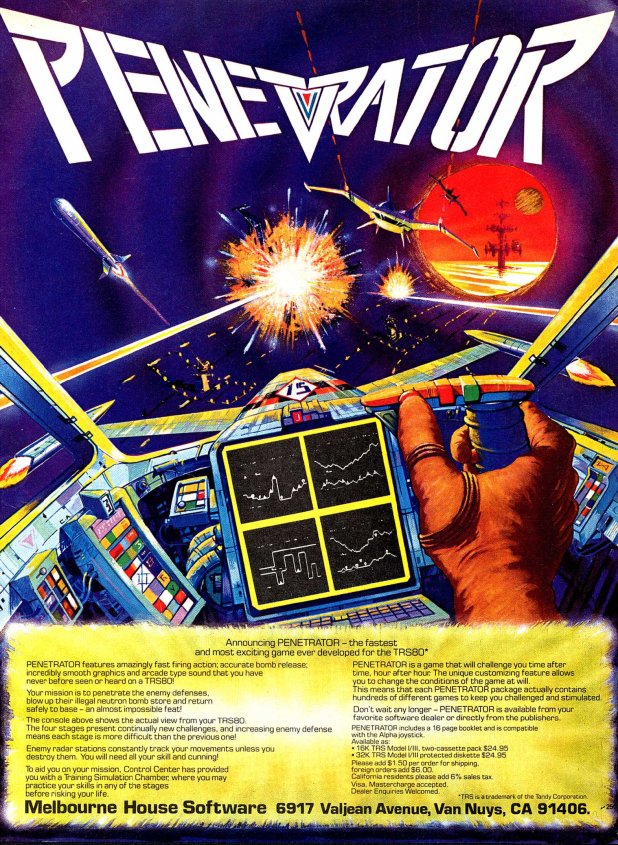 PENETRATOR
15
Announcing PENETRATOR – the fastest
and most exciting game ever developed for the TRS80*
PENETRATOR features amazingly fast firing action; accurate bomb release;
incredibly smooth graphics and arcade type sound that you have
never before seen or heard on a TRS80!
Your mission is to penetrate the enemy defenses,
blow up their illegal neutron bomb store and return
safely to base – an almost impossible feat!
The console above shows the actual view from your TRS80.
The four stages present continually new challenges, and increasing enemy defense
means each stage is more difficult than the previous one!
Enemy radar stations constantly track your movements unless you
destroy them. You will need all your skill and cunning!
To aid you on your mission, Control Center has provided
you with a Training Simulation Chamber, where you may
practice your skills in any of the stages
before risking your life.
PENETRATOR is a game that will challenge you time after
time, hour after hour. The unique customizing feature allows
you to change the conditions of the game at will.
This means that each PENETRATOR package actually contains
hundreds of different games to keep you challenged and stimulated.
Don't wait any longer – PENETRATOR is available from your
favorite software dealer or directly from the publishers.
PENETRATOR includes a 16 page booklet and is compatible
with the Alpha joystick.
Available as:
• 16K TRS Model I/III, two-cassette pack $24.95
• 32K TRS Model I/III protected diskette $24.95
Please add $1.50 per order for shipping,
foreign orders add $6.00.
California residents please add 6% sales tax.
Visa, Mastercharge accepted.
Dealer Enquiries Welcomed.
*TRS is a trademark of the Tandy Corporation.
Melbourne House Software 6917 Valjean Avenue, Van Nuys, CA 91406.